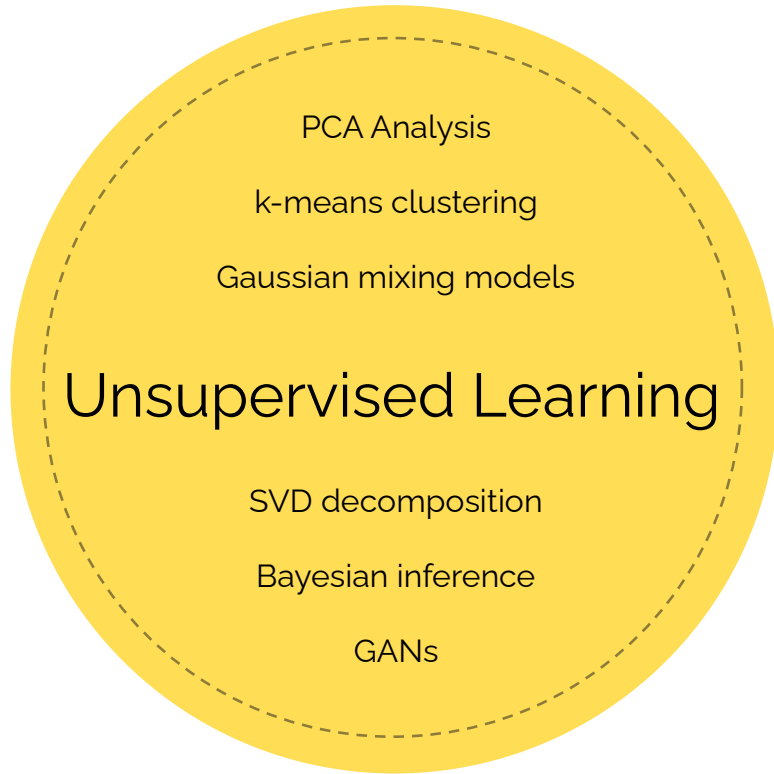 PCA Analysis
k-means clustering
Gaussian mixing models
Unsupervised Learning
SVD decomposition
Bayesian inference
GANs